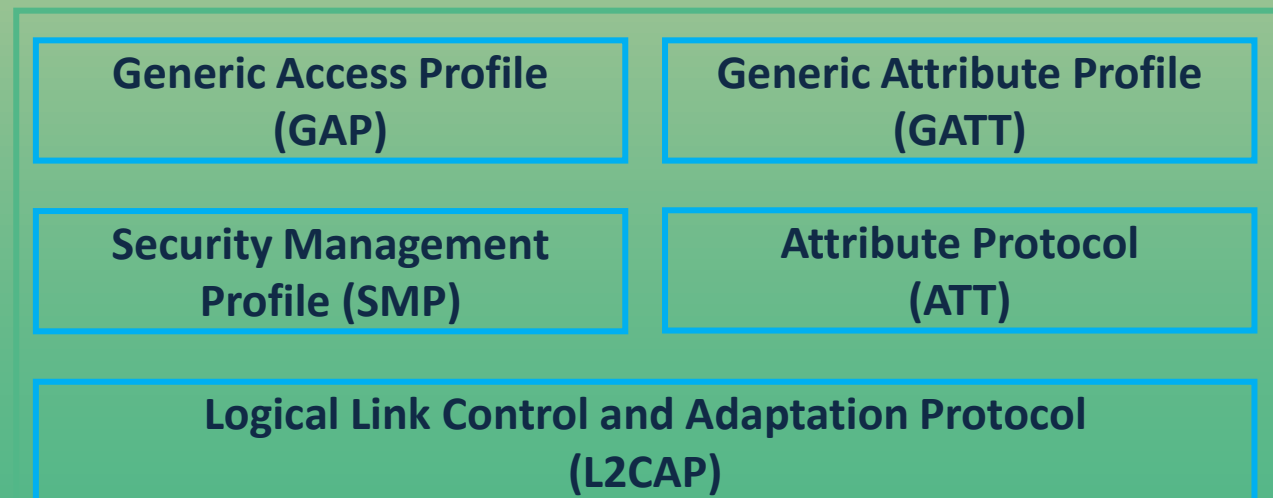 Generic Access Profile
(GAP)
Generic Attribute Profile
(GATT)
Security Management
Profile (SMP)
Attribute Protocol
(ATT)
Logical Link Control and Adaptation Protocol
(L2CAP)